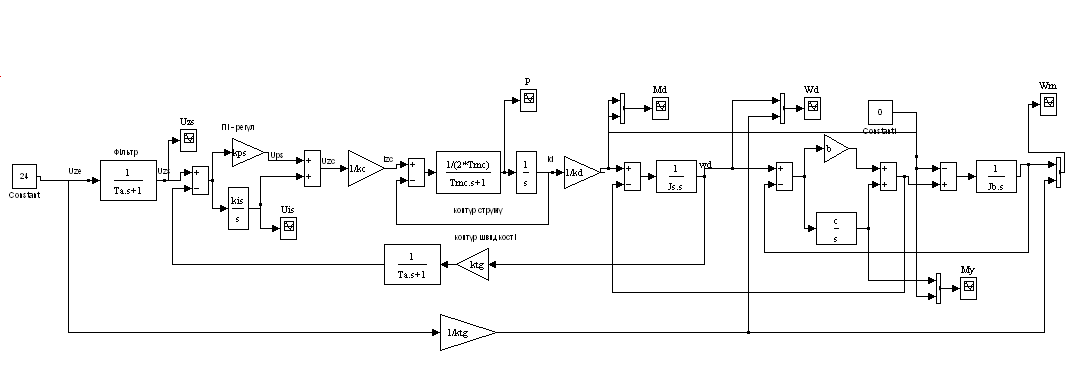 P
Md
Wd
Wm
Uzs
ПІ - регул
0
Constant1
Фільтр
24
Constant
Uze
1
Ta.s+1
Uzs
+
−
kps
Ups
+
+
Uzc
1/kc
Izc
+
−
1/(2*Tmc)
Tmc.s+1
1
s
id
1/kd
+
−
1
Js.s
wd
+
−
b
+
+
−
+
1
Jb.s
kis
s
Uis
контур струму
c
s
контур швидкості
1
Ta.s+1
ktg
My
1/ktg